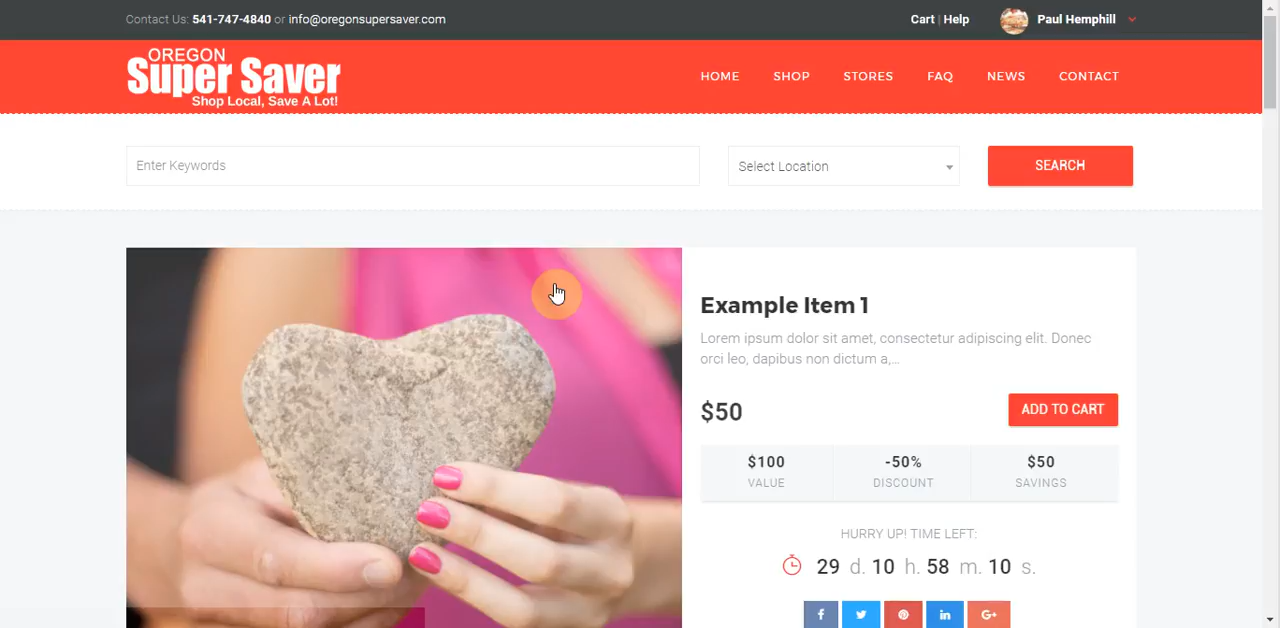 Contact Us: 541-747-4840 or info@oregonsupersaver.com
Cart | Help
Paul Hemphill
OREGON
Super Saver
Shop Local, Save A Lot!
HOME SHOP STORES FAQ NEWS CONTACT
Enter Keywords
Select Location
SEARCH
Example Item 1
Lorem ipsum dolor sit amet, consectetur adipiscing elit. Donec
orci leo, dapibus non dictum a,...
$50
ADD TO CART
$100 -50% $50
VALUE DISCOUNT SAVINGS
HURRY UP! TIME LEFT:
29 d. 10 h. 58 m. 10 s.